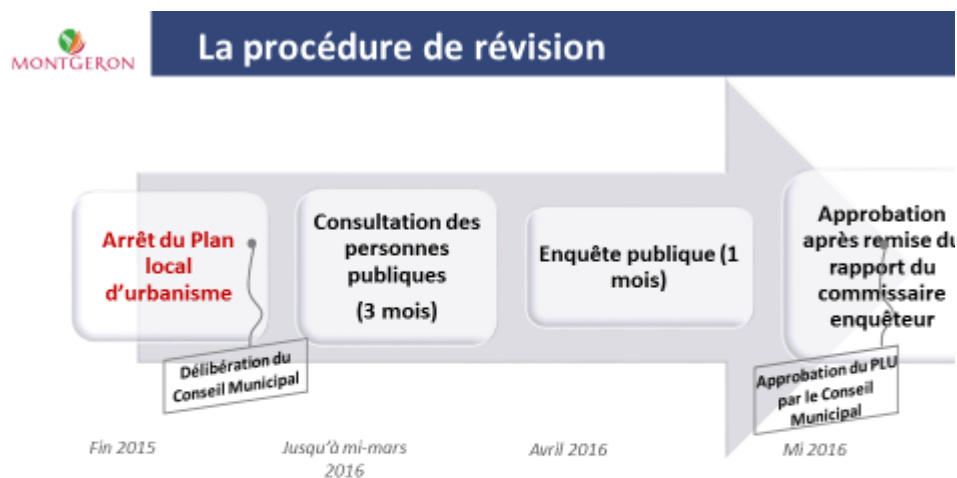 MONTGERON
La procédure de révision
Arrêt du Plan
local
d'urbanisme
Consultation des
personnes
publiques
(3 mois)
Enquête publique (1
mois)
Approbation
après remise du
rapport du
commissaire
enquêteur
Délibération du
Conseil Municipal
Approbation du PLU
par le Conseil
Municipal
Fin 2015
Jusqu'à mi-mars
2016
Avril 2016
Mi 2016